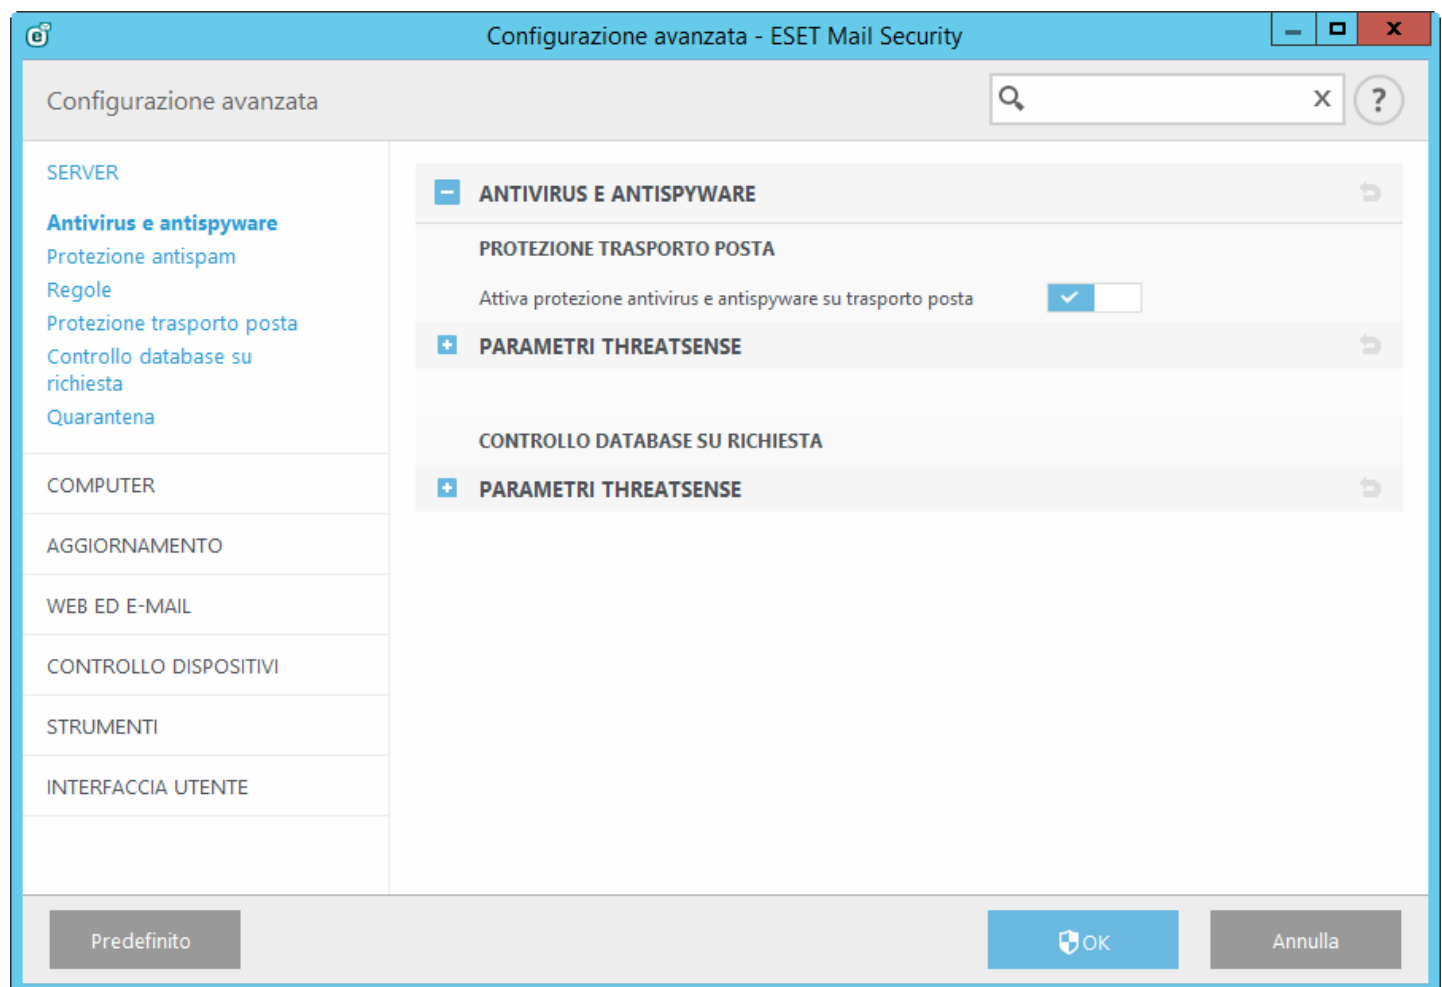 Configurazione avanzata - ESET Mail Security
Configurazione avanzata
SERVER
Antivirus e antispyware
Protezione antispam
Regole
Protezione trasporto posta
Controllo database su
richiesta
Quarantena
COMPUTER
AGGIORNAMENTO
WEB ED E-MAIL
CONTROLLO DISPOSITIVI
STRUMENTI
INTERFACCIA UTENTE
ANTIVIRUS E ANTISPYWARE
PROTEZIONE TRASPORTO POSTA
Attiva protezione antivirus e antispyware su trasporto posta
PARAMETRI THREATSENSE
CONTROLLO DATABASE SU RICHIESTA
PARAMETRI THREATSENSE
Predefinito
OK
Annulla